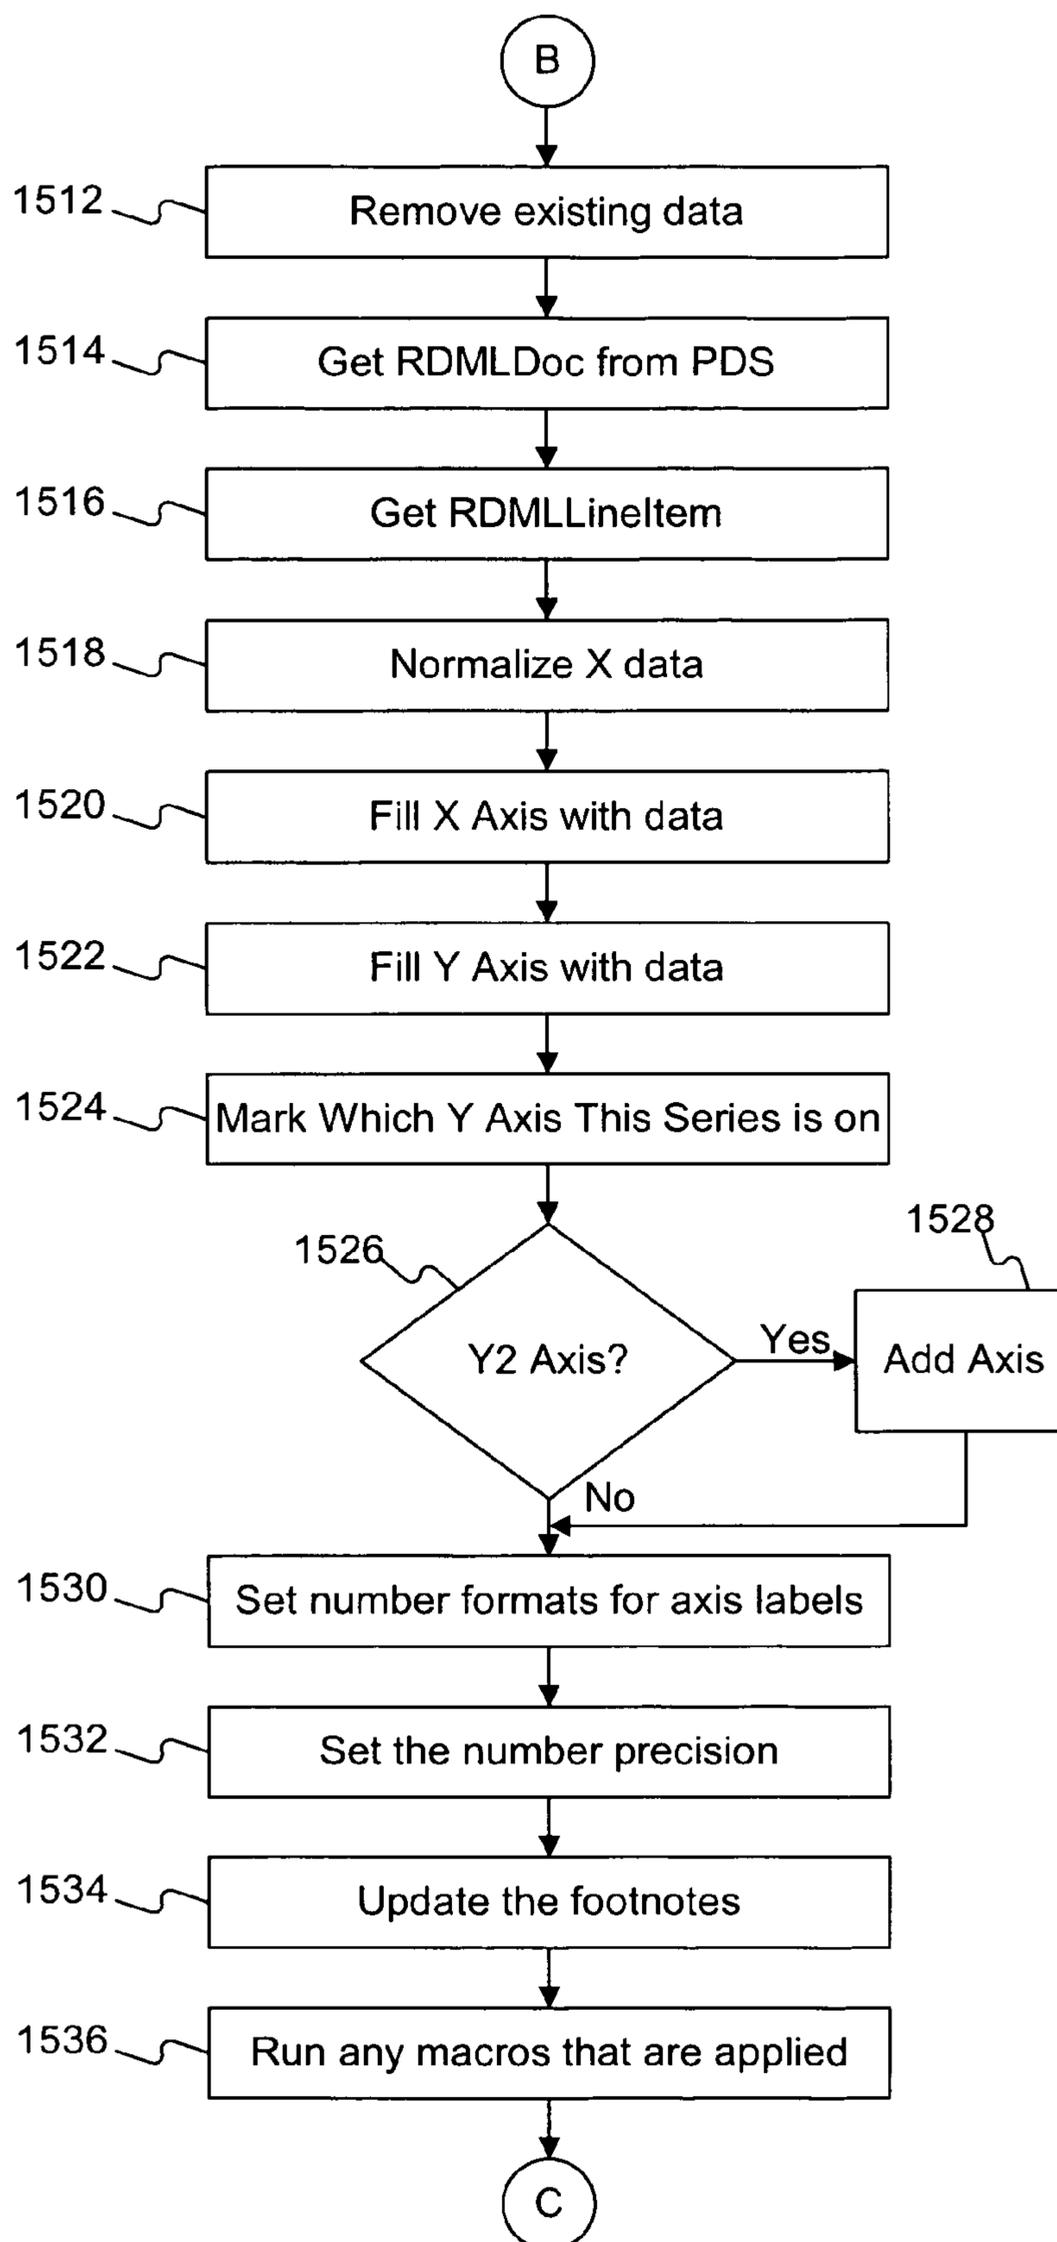 B
1512
Remove existing data
1514
Get RDMLDoc from PDS
1516
Get RDMLLineItem
1518
Normalize X data
1520
Fill X Axis with data
1522
Fill Y Axis with data
1524
Mark Which Y Axis This Series is on
1526
1528
Y2 Axis?
Yes
Add Axis
No
1530
Set number formats for axis labels
1532
Set the number precision
1534
Update the footnotes
1536
Run any macros that are applied
C